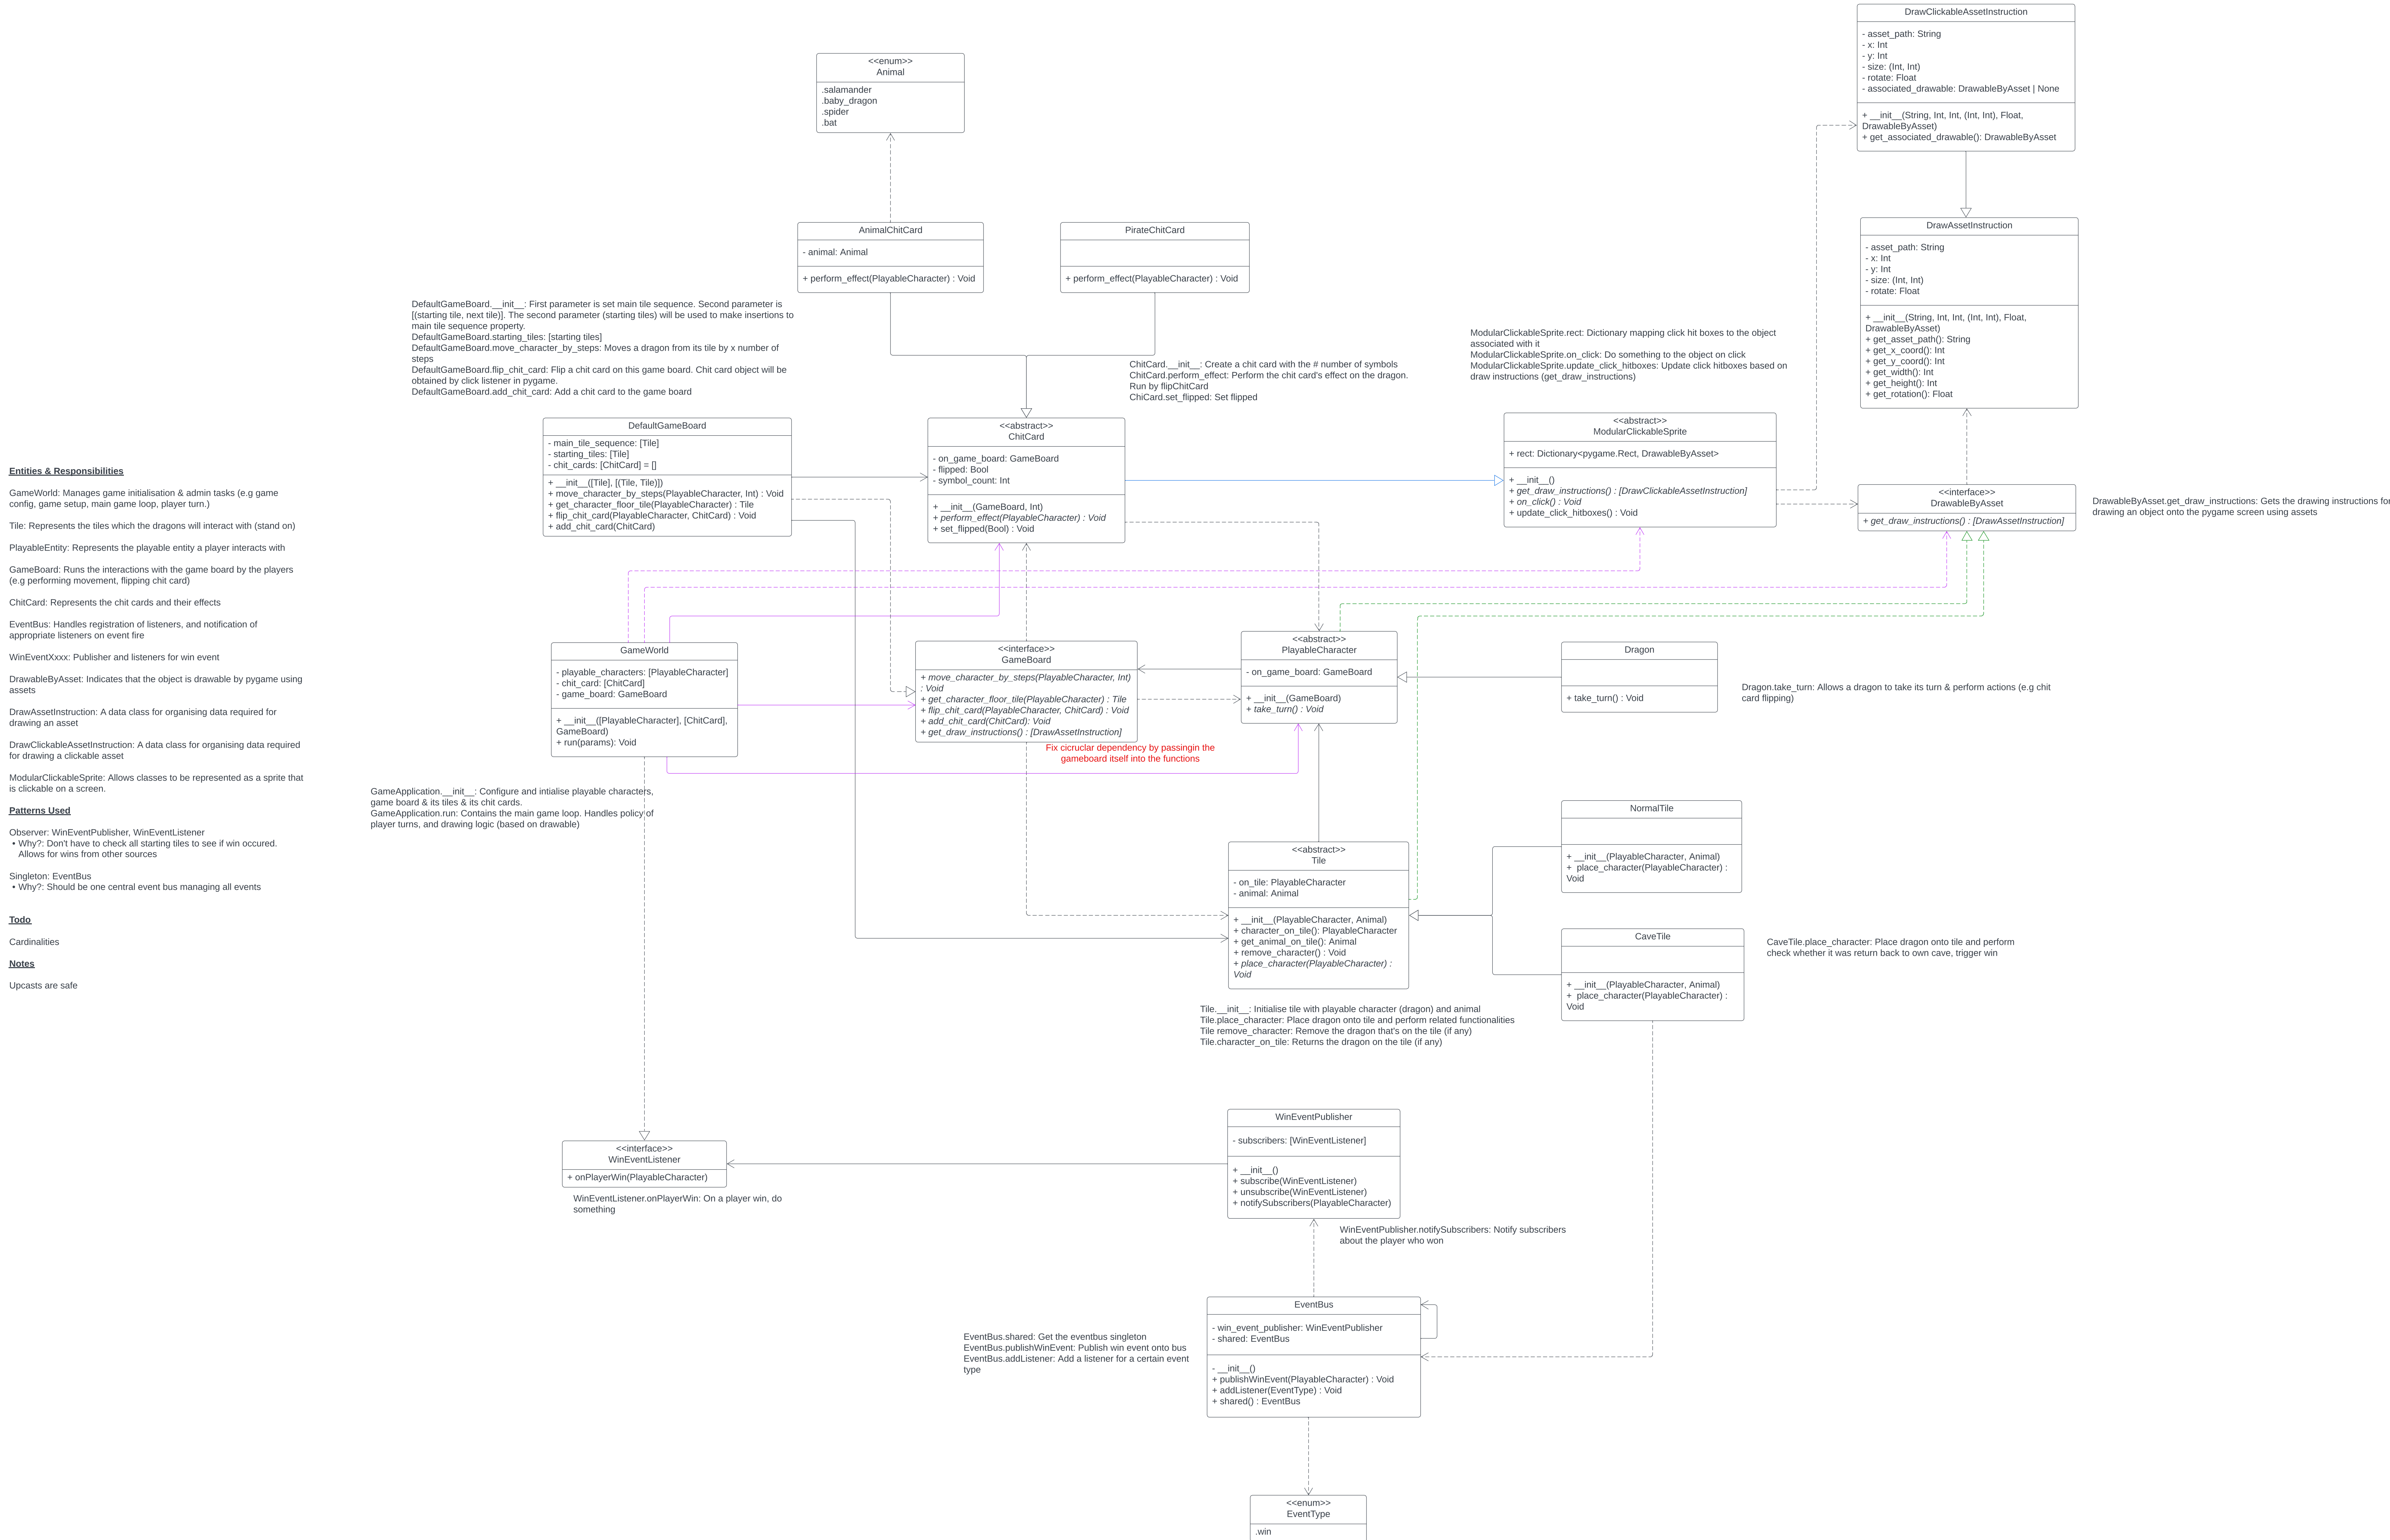 DrawClickableAssetInstruction
- asset_path: String
- x: Int
- y: Int
- size: (Int, Int)
- rotate: Float
- associated_drawable: DrawableByAsset | None
+ __init__(String, Int, Int, (Int, Int), Float,
DrawableByAsset)
+ get_associated_drawable(): DrawableByAsset
<<enum>>
Animal
.salamander
.baby_dragon
.spider
.bat
AnimalChitCard
- animal: Animal
+ perform_effect(PlayableCharacter) : Void
PirateChitCard
+ perform_effect(PlayableCharacter) : Void
DrawAssetInstruction
- asset_path: String
- x: Int
- y: Int
- size: (Int, Int)
- rotate: Float
+ __init__(String, Int, Int, (Int, Int), Float,
DrawableByAsset)
+ get_asset_path(): String
+ get_x_coord(): Int
+ get_y_coord(): Int
+ get_width(): Int
+ get_height(): Int
+ get_rotation(): Float
DefaultGameBoard.__init__: First parameter is set main tile sequence. Second parameter is
[(starting tile, next tile)]. The second parameter (starting tiles) will be used to make insertions to
main tile sequence property.
DefaultGameBoard.starting_tiles: [starting tiles]
DefaultGameBoard.move_character_by_steps: Moves a dragon from its tile by x number of
steps
DefaultGameBoard.flip_chit_card: Flip a chit card on this game board. Chit card object will be
obtained by click listener in pygame.
DefaultGameBoard.add_chit_card: Add a chit card to the game board
ChitCard.__init__: Create a chit card with the # number of symbols
ChitCard.perform_effect: Perform the chit card's effect on the dragon.
Run by flipChitCard
ChiCard.set_flipped: Set flipped
ModularClickableSprite.rect: Dictionary mapping click hit boxes to the object
associated with it
ModularClickableSprite.on_click: Do something to the object on click
ModularClickableSprite.update_click_hitboxes: Update click hitboxes based on
draw instructions (get_draw_instructions)
DefaultGameBoard
- main_tile_sequence: [Tile]
- starting_tiles: [Tile]
- chit_cards: [ChitCard] = []
+ __init__([Tile], [(Tile, Tile)])
+ move_character_by_steps(PlayableCharacter, Int) : Void
+ get_character_floor_tile(PlayableCharacter) : Tile
+ flip_chit_card(PlayableCharacter, ChitCard) : Void
+ add_chit_card(ChitCard)
<<abstract>>
ChitCard
- on_game_board: GameBoard
- flipped: Bool
- symbol_count: Int
+ __init__(GameBoard, Int)
+ perform_effect(PlayableCharacter) : Void
+ set_flipped(Bool) : Void
<<abstract>>
ModularClickableSprite
+ rect: Dictionary<pygame.Rect, DrawableByAsset>
+ __init__()
+ get_draw_instructions() : [DrawClickableAssetInstruction]
+ on_click() : Void
+ update_click_hitboxes() : Void
<<interface>>
DrawableByAsset
+ get_draw_instructions() : [DrawAssetInstruction]
DrawableByAsset.get_draw_instructions: Gets the drawing instructions for
drawing an object onto the pygame screen using assets
Entities & Responsibilities
GameWorld: Manages game initialisation & admin tasks (e.g game
config, game setup, main game loop, player turn.)
Tile: Represents the tiles which the dragons will interact with (stand on)
PlayableEntity: Represents the playable entity a player interacts with
GameBoard: Runs the interactions with the game board by the players
(e.g performing movement, flipping chit card)
ChitCard: Represents the chit cards and their effects
EventBus: Handles registration of listeners, and notification of
appropriate listeners on event fire
WinEventXxxx: Publisher and listeners for win event
DrawableByAsset: Indicates that the object is drawable by pygame using
assets
DrawAssetInstruction: A data class for organising data required for
drawing an asset
DrawClickableAssetInstruction: A data class for organising data required
for drawing a clickable asset
ModularClickableSprite: Allows classes to be represented as a sprite that
is clickable on a screen.
Patterns Used
Observer: WinEventPublisher, WinEventListener
• Why?: Don't have to check all starting tiles to see if win occured.
Allows for wins from other sources
Singleton: EventBus
• Why?: Should be one central event bus managing all events
Todo
Cardinalities
Notes
Upcasts are safe
GameWorld
- playable_characters: [PlayableCharacter]
- chit_card: [ChitCard]
- game_board: GameBoard
+ __init__([PlayableCharacter], [ChitCard],
GameBoard)
+ run(params): Void
<<interface>>
GameBoard
+ move_character_by_steps(PlayableCharacter, Int)
: Void
+ get_character_floor_tile(PlayableCharacter) : Tile
+ flip_chit_card(PlayableCharacter, ChitCard) : Void
+ add_chit_card(ChitCard): Void
+ get_draw_instructions() : [DrawAssetInstruction]
<<abstract>>
PlayableCharacter
- on_game_board: GameBoard
+ __init__(GameBoard)
+ take_turn() : Void
Dragon
+ take_turn() : Void
Dragon.take_turn: Allows a dragon to take its turn & perform actions (e.g chit
card flipping)
Fix cicruclar dependency by passingin the
gameboard itself into the functions
GameApplication.__init__: Configure and intialise playable characters,
game board & its tiles & its chit cards.
GameApplication.run: Contains the main game loop. Handles policy of
player turns, and drawing logic (based on drawable)
<<abstract>>
Tile
- on_tile: PlayableCharacter
- animal: Animal
+ __init__(PlayableCharacter, Animal)
+ character_on_tile(): PlayableCharacter
+ get_animal_on_tile(): Animal
+ remove_character() : Void
+ place_character(PlayableCharacter) :
Void
NormalTile
+ __init__(PlayableCharacter, Animal)
+ place_character(PlayableCharacter) :
Void
CaveTile
+ __init__(PlayableCharacter, Animal)
+ place_character(PlayableCharacter) :
Void
CaveTile.place_character: Place dragon onto tile and perform
check whether it was return back to own cave, trigger win
Tile.__init__: Initialise tile with playable character (dragon) and animal
Tile.place_character: Place dragon onto tile and perform related functionalities
Tile remove_character: Remove the dragon that's on the tile (if any)
Tile.character_on_tile: Returns the dragon on the tile (if any)
WinEventPublisher
- subscribers: [WinEventListener]
+ __init__()
+ subscribe(WinEventListener)
+ unsubscribe(WinEventListener)
+ notifySubscribers(PlayableCharacter)
<<interface>>
WinEventListener
+ onPlayerWin(PlayableCharacter)
WinEventListener.onPlayerWin: On a player win, do
something
WinEventPublisher.notifySubscribers: Notify subscribers
about the player who won
EventBus
- win_event_publisher: WinEventPublisher
- shared: EventBus
- __init__()
+ publishWinEvent(PlayableCharacter) : Void
+ addListener(EventType) : Void
+ shared() : EventBus
EventBus.shared: Get the eventbus singleton
EventBus.publishWinEvent: Publish win event onto bus
EventBus.addListener: Add a listener for a certain event
type
<<enum>>
EventType
.win